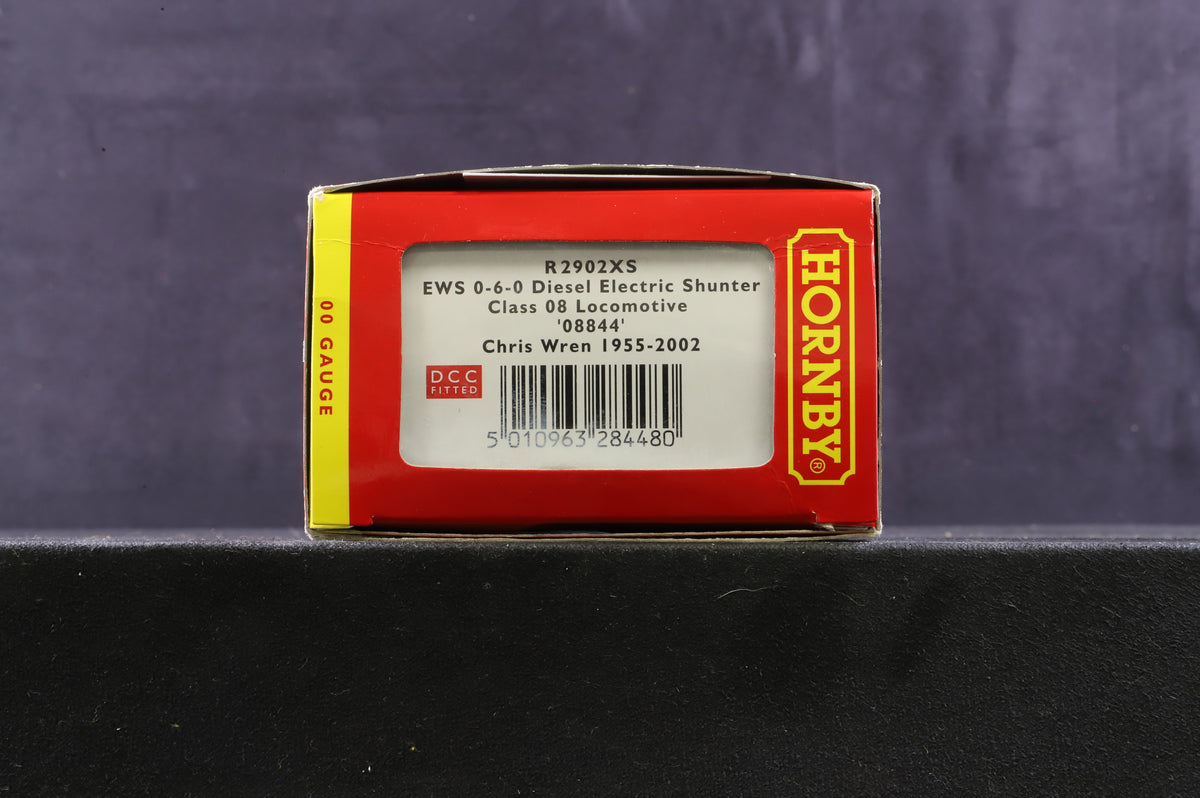 00 GAUGE
R2902XS
EWS 0-6-0 Diesel Electric Shunter
Class 08 Locomotive
'08844'
Chris Wren 1955-2002
DCC
FITTED
5 010963 284480
HORNBY®